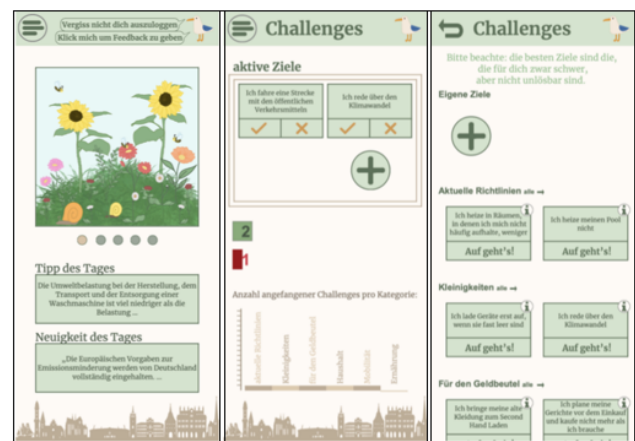 Vergiss nicht dich auszuloggen
Klick mich um Feedback zu geben
Tipp des Tages
Die Umweltbelastung bei der Herstellung, dem
Transport und der Entsorgung einer
Waschmaschine ist viel niedriger als die
Belastung ...
Neuigkeit des Tages
„Die Europäischen Vorgaben zur
Emissionsminderung werden von Deutschland
vollständig eingehalten. ...
Challenges
aktive Ziele
Ich fahre eine Strecke
mit den öffentlichen
Verkehrsmitteln
Ich rede über den
Klimawandel
2
1
Anzahl angefangener Challenges pro Kategorie:
aktuelle Richtlinien
Kleinigkeiten
für den Geldbeutel
Haushalt
Mobilität
Ernährung
Challenges
Bitte beachte: die besten Ziele sind die,
die für dich zwar schwer,
aber nicht unlösbar sind.
Eigene Ziele
Aktuelle Richtlinien alle
Ich heize in Räumen,
in denen ich mich nicht
häufig aufhalte, weniger
Auf geht's!
Ich heize meinen Pool
nicht
Auf geht's!
Kleinigkeiten alle
Ich lade Geräte erst auf,
wenn sie fast leer sind
Auf geht's!
Ich rede über den
Klimawandel
Auf geht's!
Für den Geldbeutel alle
Ich bringe meine alte
Kleidung zum Second
Hand Laden
Ich plane meine
Gerichte vor dem Einkauf
und kaufe nicht mehr als
ich brauche